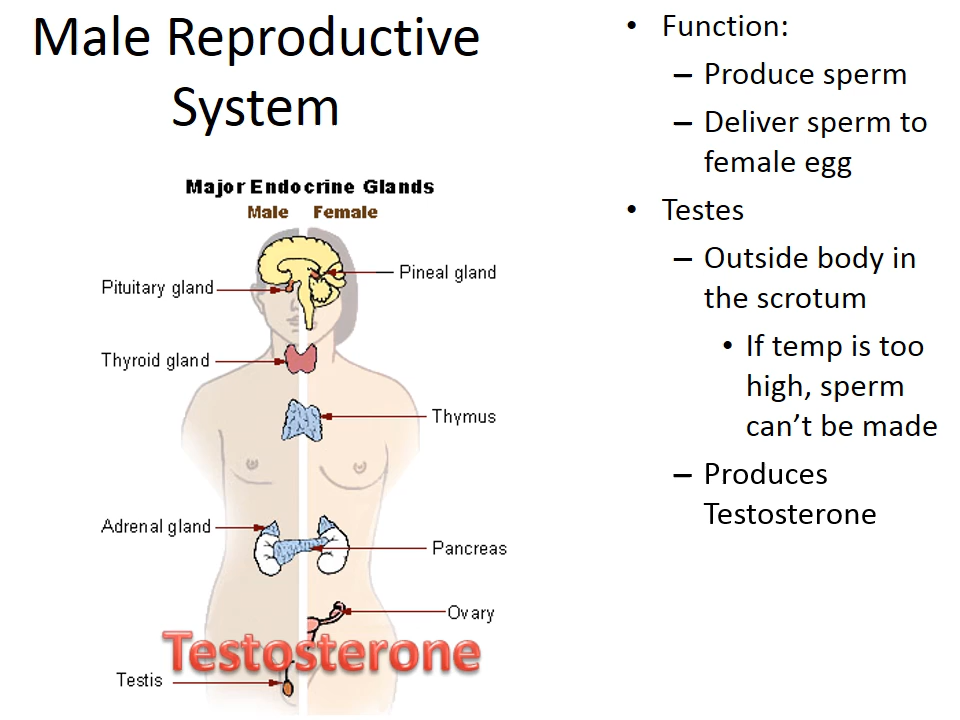 Male Reproductive
System
Major Endocrine Glands
Male Female
Pituitary gland
Pineal gland
Thyroid gland
Thymus
Adrenal gland
Pancreas
Ovary
Testosterone
Testis
• Function:
– Produce sperm
– Deliver sperm to
female egg
• Testes
– Outside body in
the scrotum
• If temp is too
high, sperm
can’t be made
– Produces
Testosterone